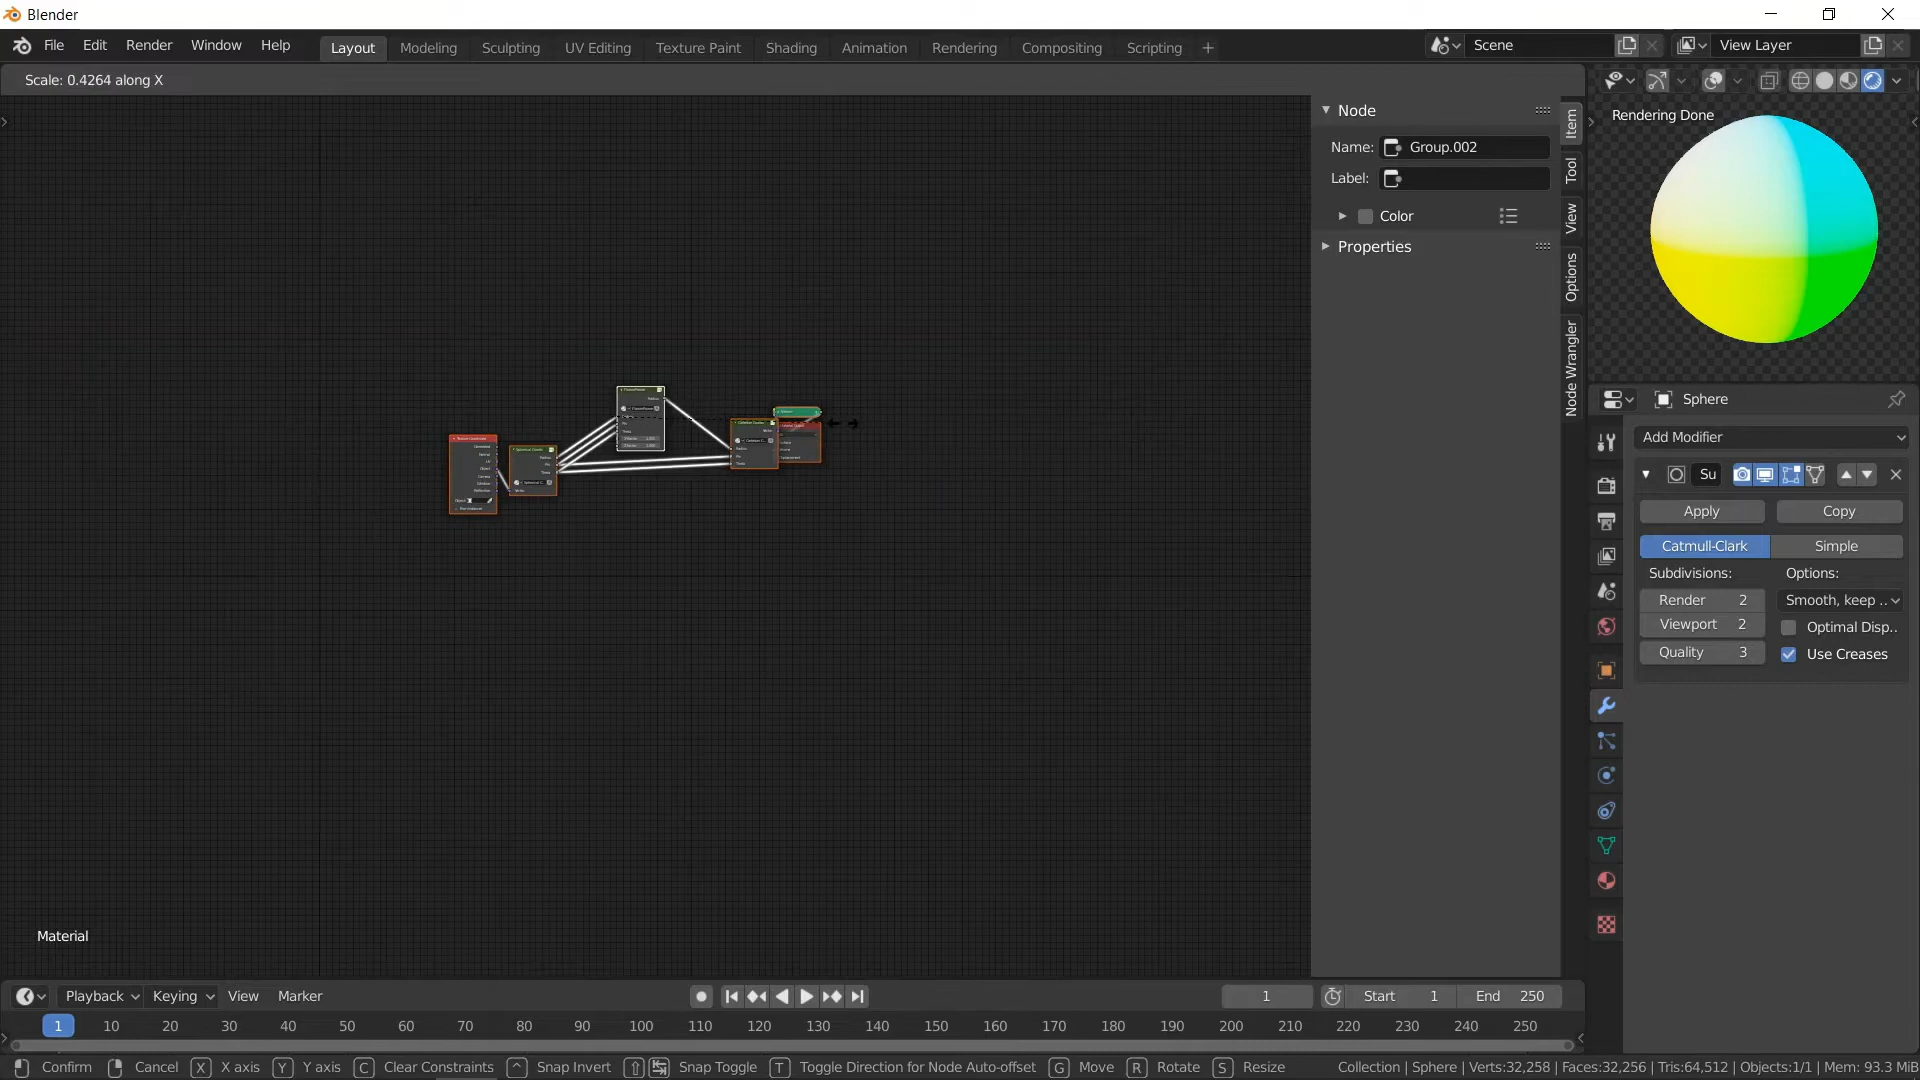 Blender
File Edit Render Window Help Layout Modeling Sculpting UV Editing Texture Paint Shading Animation Rendering Compositing Scripting + Scene View Layer
Scale: 0.4264 along X
Node
Name: Group.002
Label:
Color
Properties
Item
Tool
View
Options
Node Wrangler
Rendering Done
Sphere
Add Modifier
Su
Apply Copy
Catmull-Clark Simple
Subdivisions: Options:
Render 2 Smooth, keep ..
Viewport 2 Optimal Disp..
Quality 3 Use Creases
Material
Playback Keying View Marker 1 Start 1 End 250
1 10 20 30 40 50 60 70 80 90 100 110 120 130 140 150 160 170 180 190 200 210 220 230 240 250
Confirm Cancel X X axis Y Y axis C Clear Constraints ^ Snap Invert Snap Toggle T Toggle Direction for Node Auto-offset G Move R Rotate S Resize Collection | Sphere | Verts:32,258 | Faces:32,256 | Tris:64,512 | Objects:1/1 | Mem: 93.3 MiB